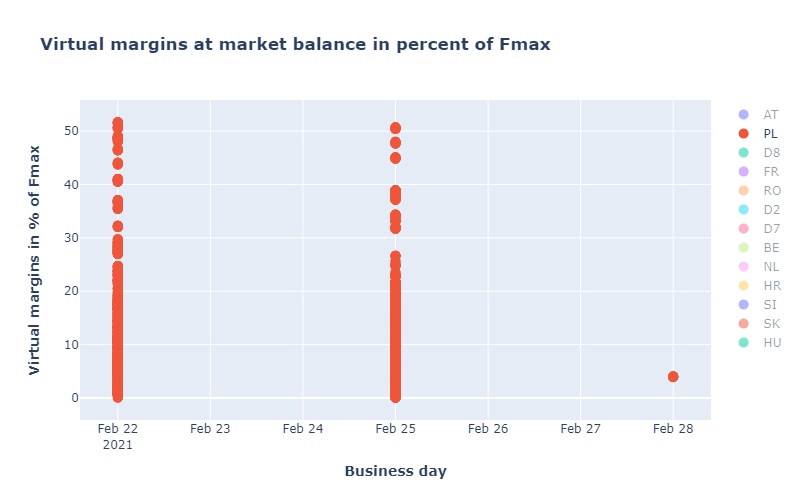 Virtual margins at market balance in percent of Fmax
Virtual margins in % of Fmax
50
40
30
20
10
0
Feb 22
2021
Feb 23
Feb 24
Feb 25
Feb 26
Feb 27
Feb 28
Business day
AT
PL
D8
FR
RO
D2
D7
BE
NL
HR
SI
SK
HU